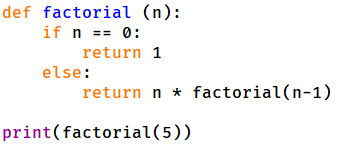 def factorial (n):
    if n == 0:
        return 1
    else:
        return n * factorial(n-1)

print(factorial(5))